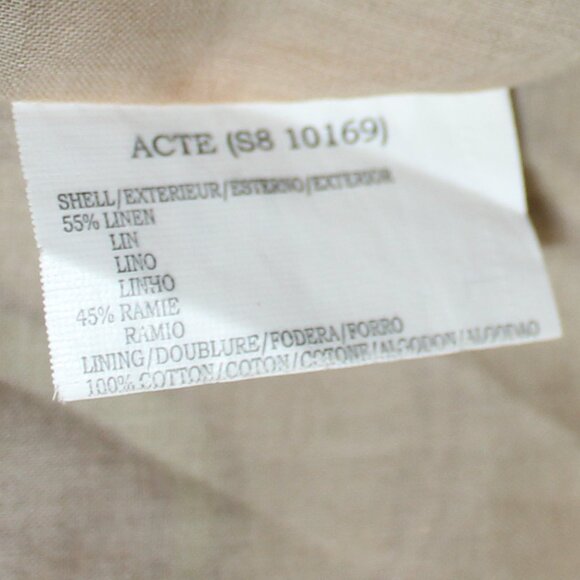 ACTE (S8 10169)
SHELL/EXTERIEUR/ESTERNO/EXTERIOR
55% LINEN
LIN
LINO
LINHO
45% RAMIE
RAMIO
LINING/DOUBLURE/FODERA/FORRO
100% COTTON/COTON/COTONE/ALGODON/ALGODAO